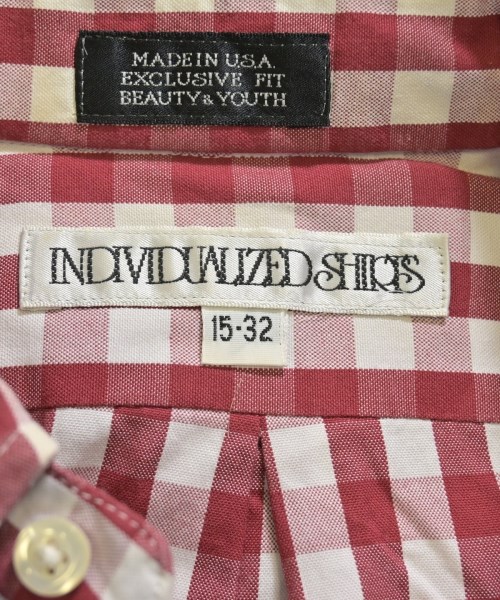 MADE IN U.S.A.
EXCLUSIVE FIT
BEAUTY & YOUTH
INDIVIDUALIZED SHIRTS
15-32